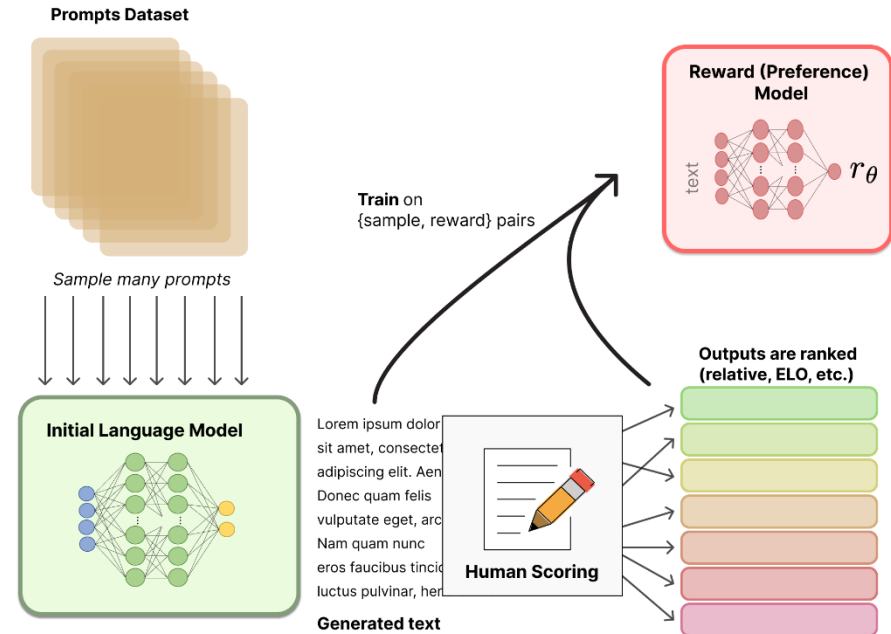 Prompts Dataset
Sample many prompts
Initial Language Model
Train on
{sample, reward} pairs
Reward (Preference)
Model
text
rθ
Lorem ipsum dolor
sit amet, consectet
adipiscing elit. Aen
Donec quam felis
vulputate eget, arc
Nam quam nunc
eros faucibus tincid
luctus pulvinar, her
Generated text
Human Scoring
Outputs are ranked
(relative, ELO, etc.)